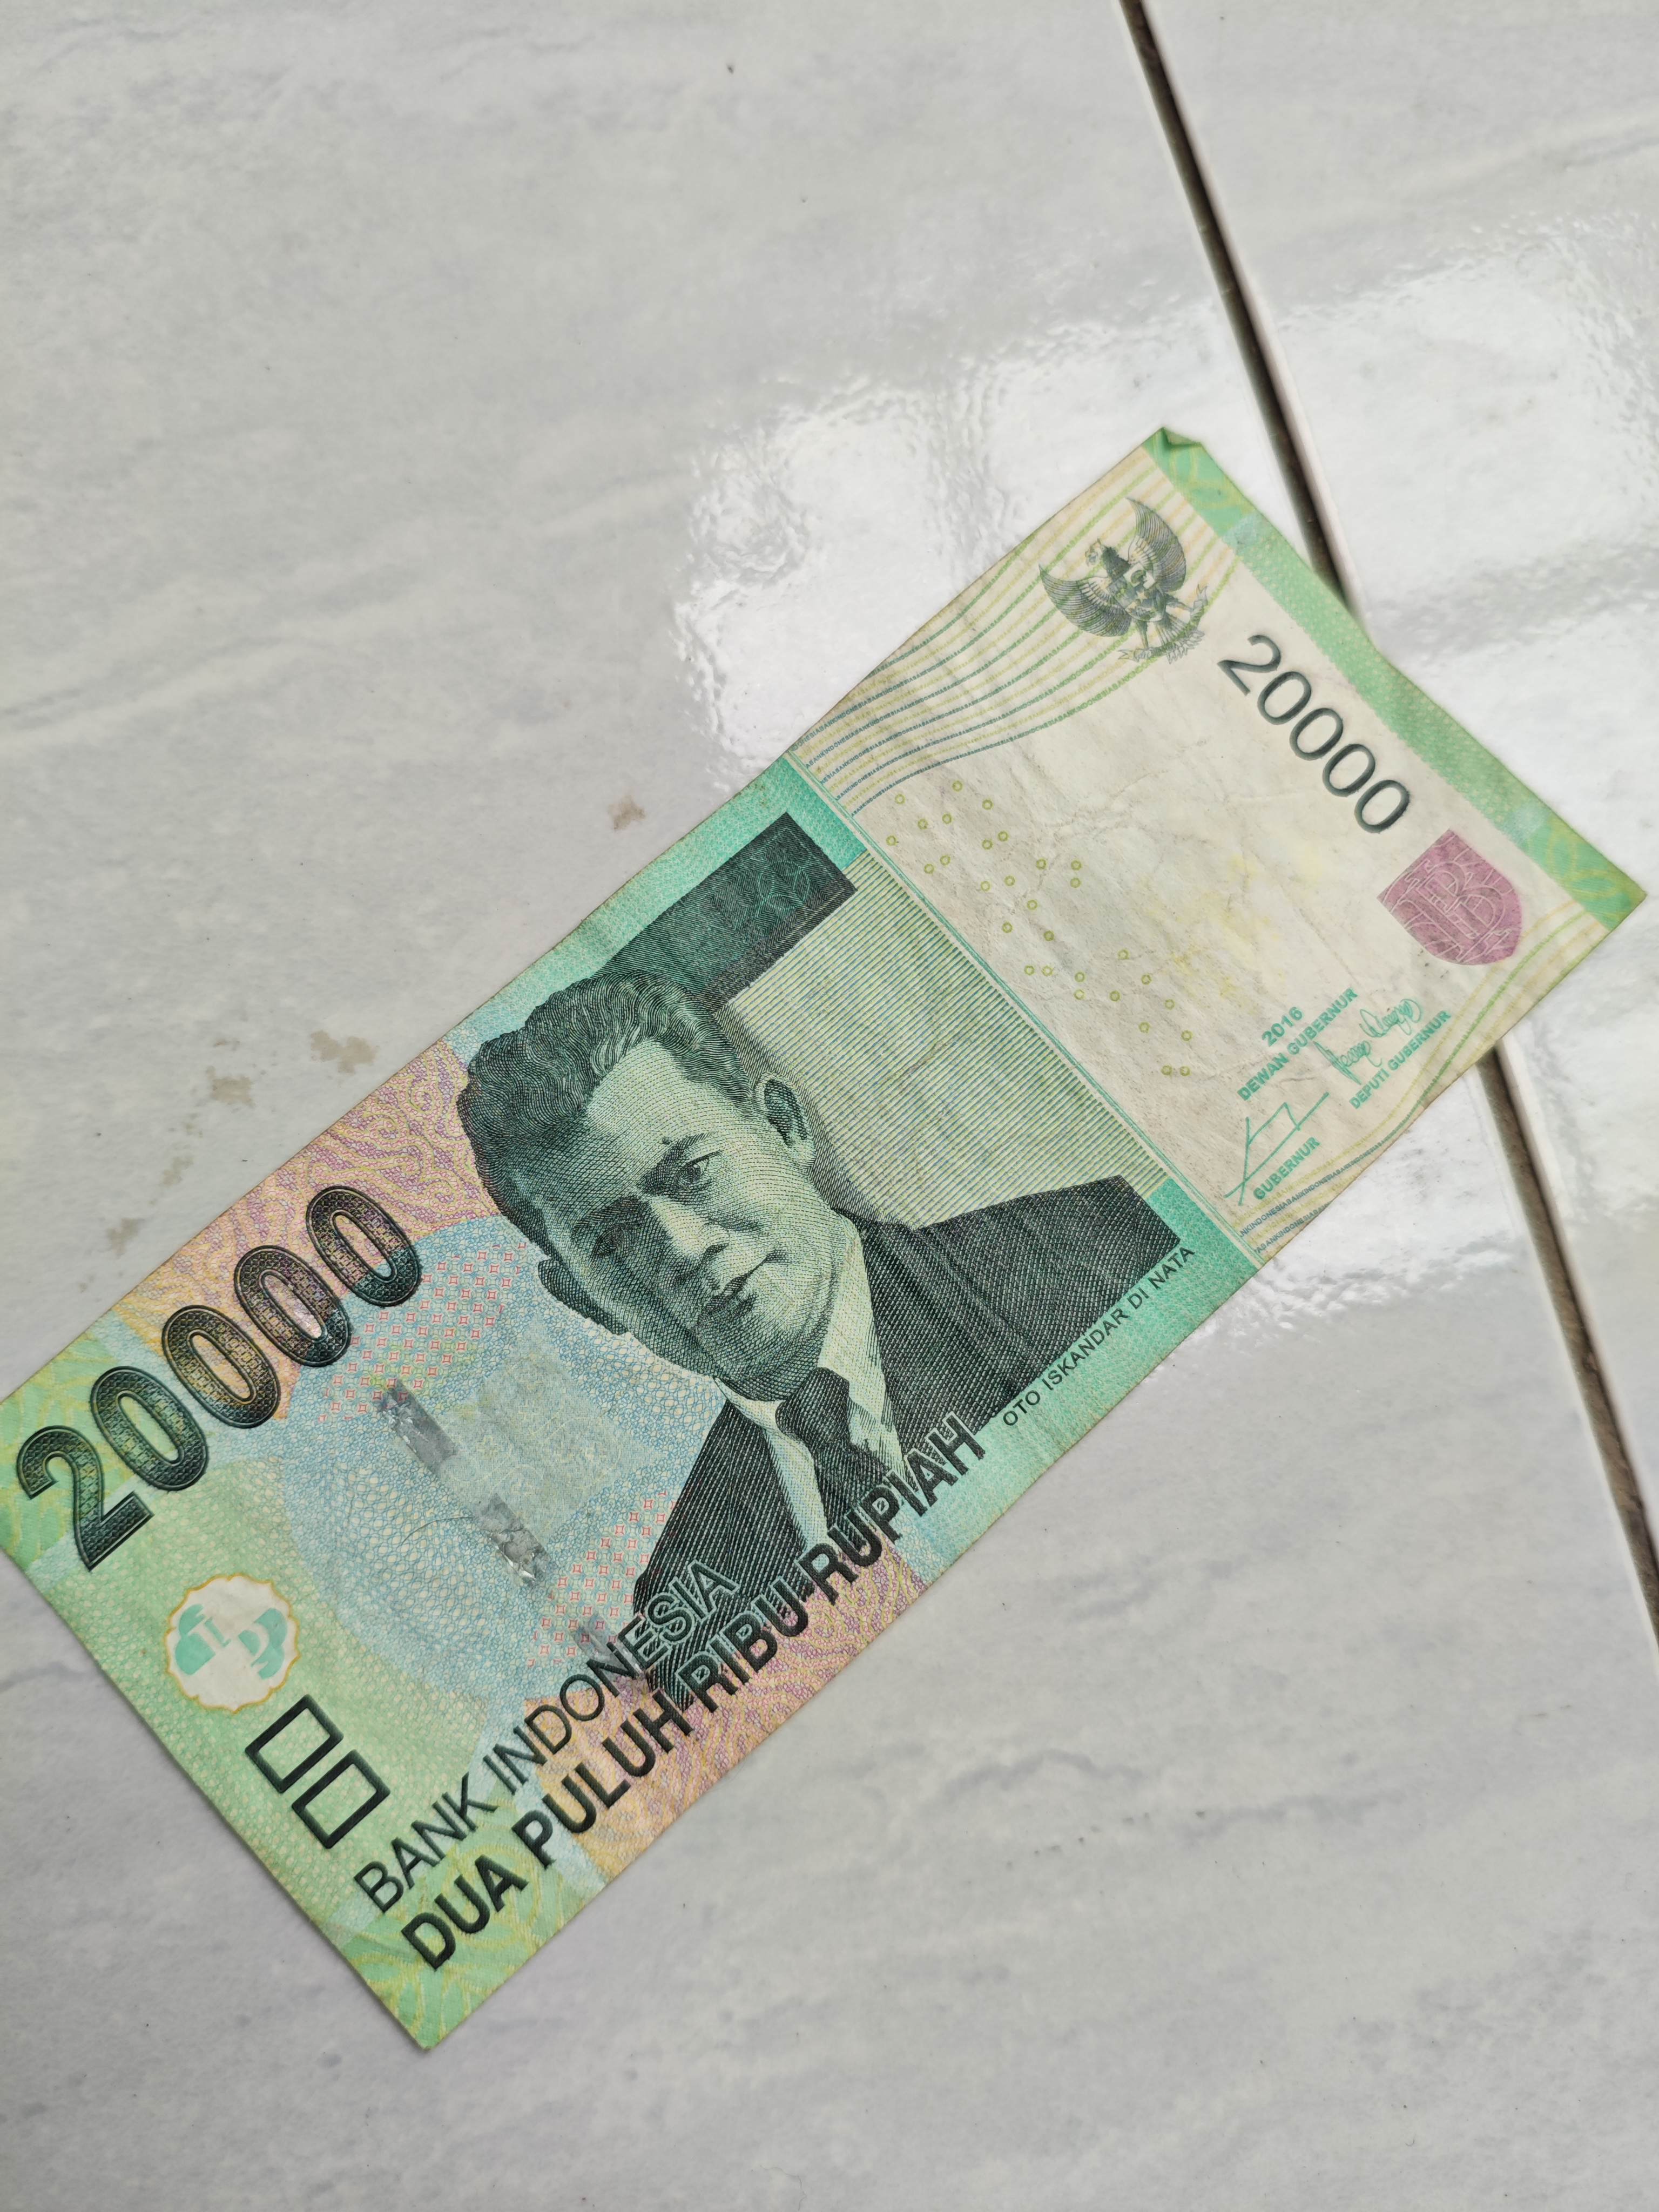 20000
BANK INDONESIA
DUA PULUH RIBU RUPIAH
OTO ISKANDAR DI NATA
20000
2016
DEWAN GUBERNUR
GUBERNUR
DEPUTI GUBERNUR